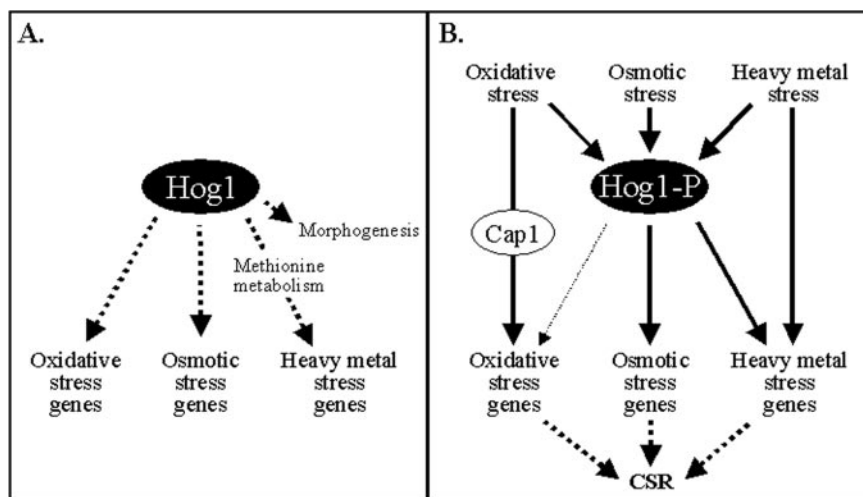 A.
Hog1
Morphogenesis
Methionine
metabolism
Oxidative
stress
genes
Osmotic
stress
genes
Heavy metal
stress
genes
B.
Oxidative
stress
Osmotic
stress
Heavy metal
stress
Hog1-P
Cap1
Oxidative
stress
genes
Osmotic
stress
genes
Heavy metal
stress
genes
CSR